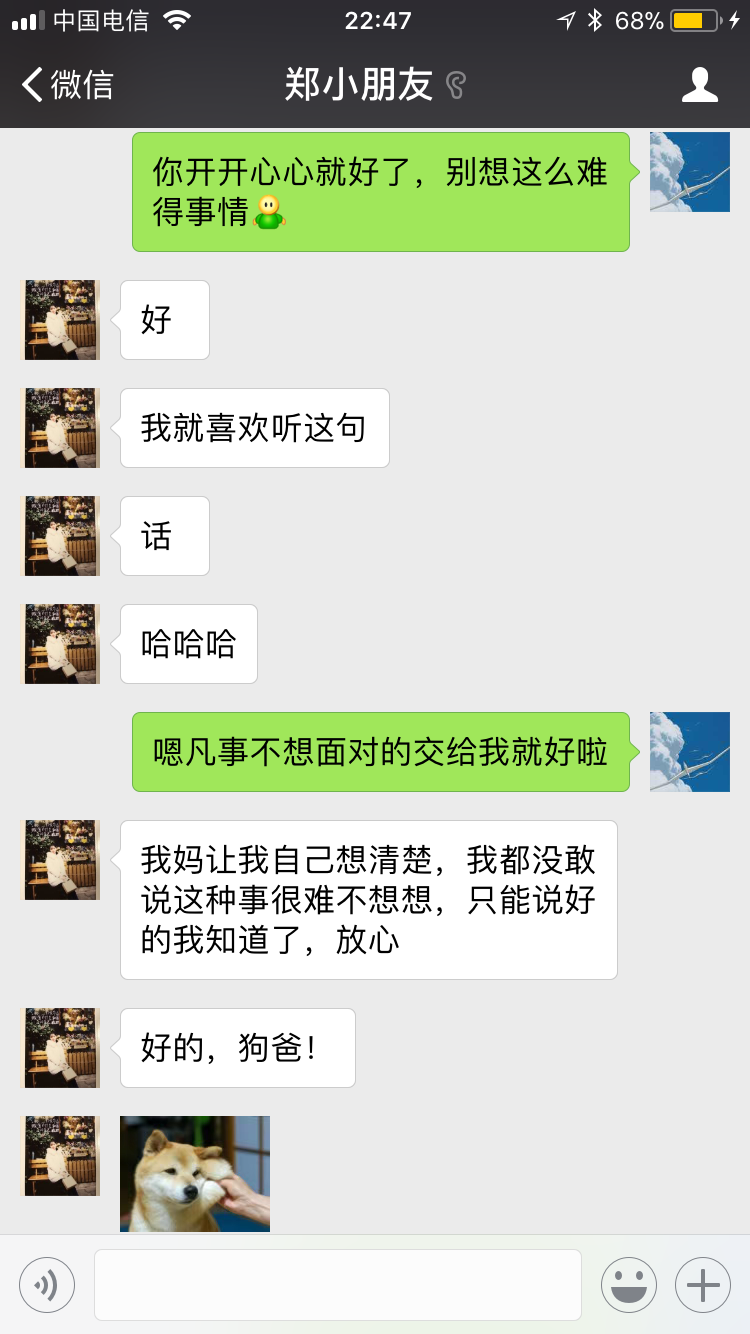 中国电信
22:47
68%
微信
郑小朋友
你开开心心就好了，别想这么难
得事情
好
我就喜欢听这句
话
哈哈哈
嗯凡事不想面对的交给我就好啦
我妈让我自己想清楚，我都没敢
说这种事很难不想想，只能说好
的我知道了，放心
好的，狗爸！